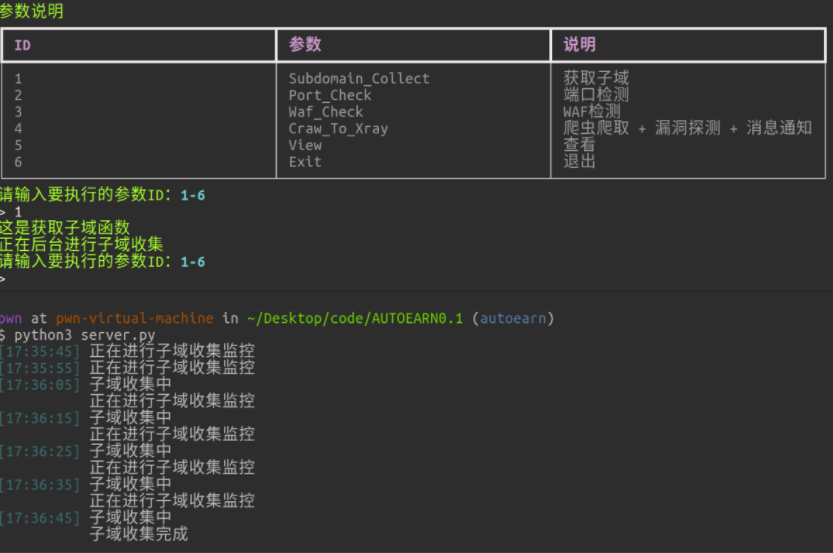 参数说明
ID 参数 说明
1 Subdomain_Collect 获取子域
2 Port_Check 端口检测
3 Waf_Check WAF检测
4 Craw_To_Xray 爬虫爬取 + 漏洞探测 + 消息通知
5 View 查看
6 Exit 退出
请输入要执行的参数ID: 1-6
> 1
这是获取子域函数
正在后台进行子域收集
请输入要执行的参数ID: 1-6
>
pwn at pwn-virtual-machine in ~/Desktop/code/AUTOEARN0.1 (autoearn)
$ python3 server.py
[17:35:45] 正在进行子域收集监控
[17:35:55] 正在进行子域收集监控
[17:36:05] 子域收集中
正在进行子域收集监控
[17:36:15] 子域收集中
正在进行子域收集监控
[17:36:25] 子域收集中
正在进行子域收集监控
[17:36:35] 子域收集中
正在进行子域收集监控
[17:36:45] 子域收集中
子域收集完成